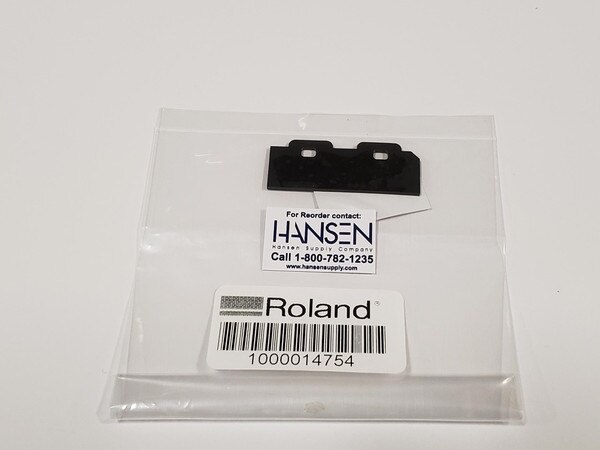 For Reorder contact:
HANSEN
Hansen Supply Company
Call 1-800-782-1235
www.hansensupply.com
Roland®
1000014754